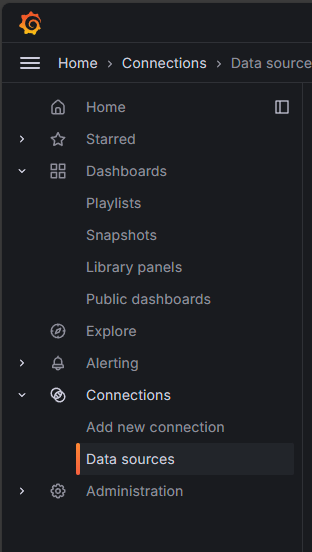 Home › Connections › Data source
Home
Starred
Dashboards
Playlists
Snapshots
Library panels
Public dashboards
Explore
Alerting
Connections
Add new connection
Data sources
Administration